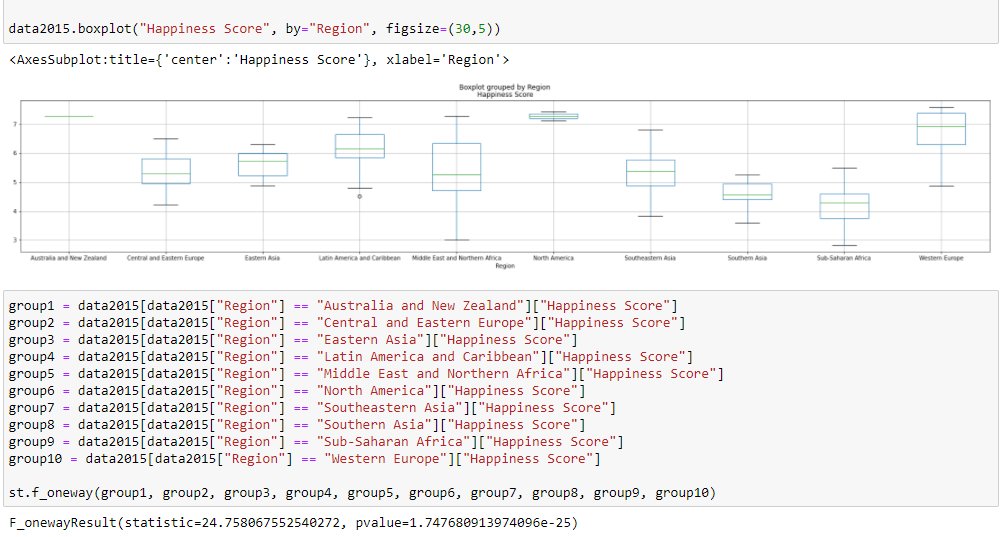 data2015.boxplot("Happiness Score", by="Region", figsize=(30,5))
<AxesSubplot:title={'center':'Happiness Score'}, xlabel='Region'>
Boxplot grouped by Region
Happiness Score
7
6
5
4
3
Australia and New Zealand Central and Eastern Europe Eastern Asia Latin America and Caribbean Middle East and Northern Africa North America Southeastern Asia Southern Asia Sub-Saharan Africa Western Europe
Region
group1 = data2015[data2015["Region"] == "Australia and New Zealand"]["Happiness Score"]
group2 = data2015[data2015["Region"] == "Central and Eastern Europe"]["Happiness Score"]
group3 = data2015[data2015["Region"] == "Eastern Asia"]["Happiness Score"]
group4 = data2015[data2015["Region"] == "Latin America and Caribbean"]["Happiness Score"]
group5 = data2015[data2015["Region"] == "Middle East and Northern Africa"]["Happiness Score"]
group6 = data2015[data2015["Region"] == "North America"]["Happiness Score"]
group7 = data2015[data2015["Region"] == "Southeastern Asia"]["Happiness Score"]
group8 = data2015[data2015["Region"] == "Southern Asia"]["Happiness Score"]
group9 = data2015[data2015["Region"] == "Sub-Saharan Africa"]["Happiness Score"]
group10 = data2015[data2015["Region"] == "Western Europe"]["Happiness Score"]
st.f_oneway(group1, group2, group3, group4, group5, group6, group7, group8, group9, group10)
F_onewayResult(statistic=24.758067552540272, pvalue=1.747680913974096e-25)